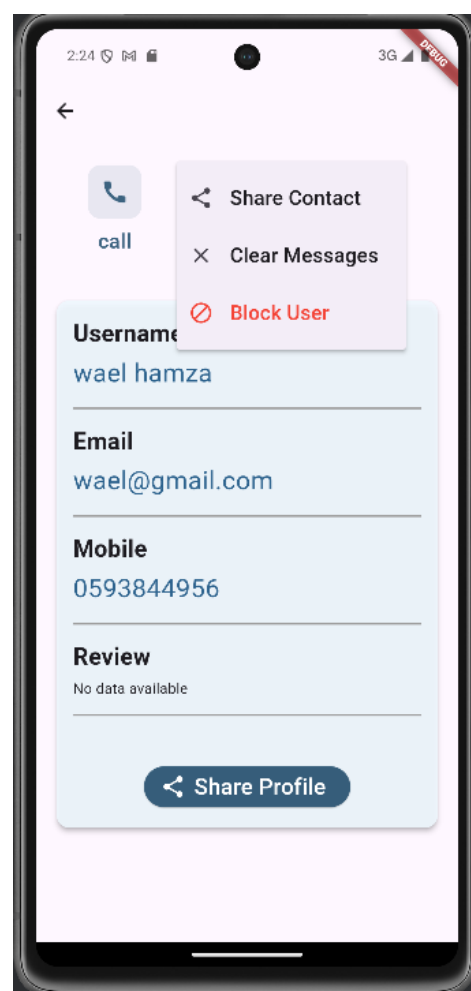 2:24
3G
DEBUG
call
Share Contact
Clear Messages
Block User
Username
wael hamza
Email
wael@gmail.com
Mobile
0593844956
Review
No data available
Share Profile